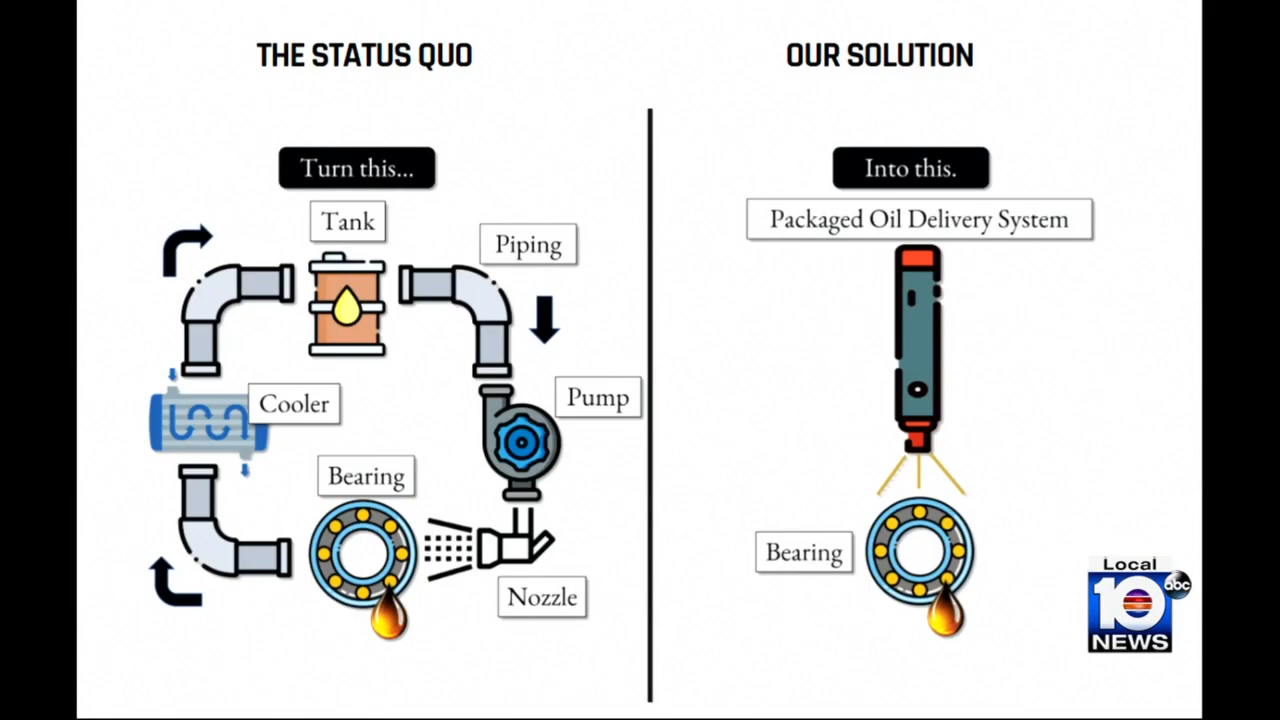 THE STATUS QUO
OUR SOLUTION
Turn this...
Into this.
Tank
Packaged Oil Delivery System
Piping
Cooler
Pump
Bearing
Bearing
Nozzle
Local
10
abc
NEWS